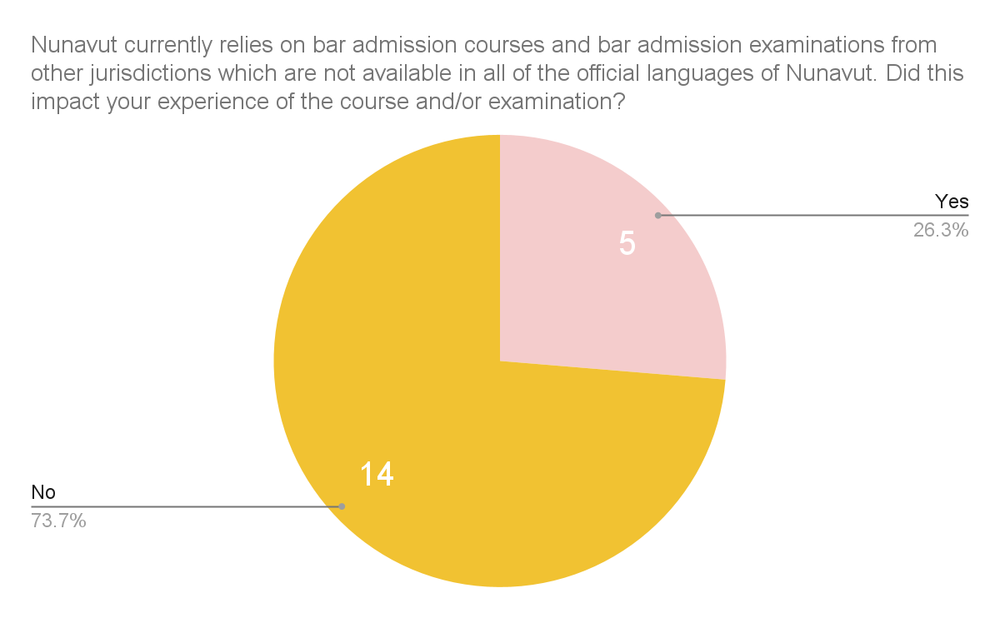 Nunavut currently relies on bar admission courses and bar admission examinations from
other jurisdictions which are not available in all of the official languages of Nunavut. Did this
impact your experience of the course and/or examination?
Yes
26.3%
5
14
No
73.7%